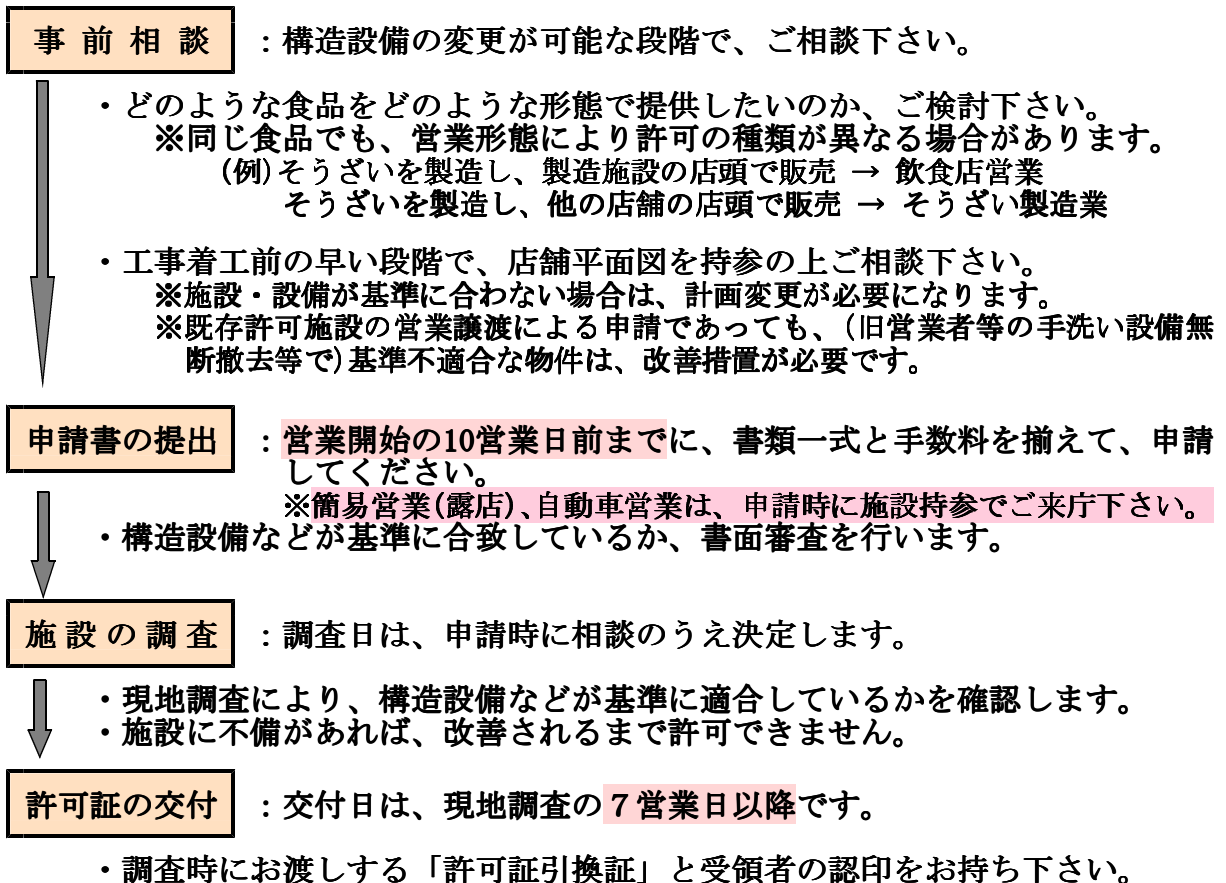 事前相談 ：構造設備の変更が可能な段階で、ご相談下さい。
・どのような食品をどのような形態で提供したいのか、ご検討下さい。
※同じ食品でも、営業形態により許可の種類が異なる場合があります。
(例)そうざいを製造し、製造施設の店頭で販売 → 飲食店営業
そうざいを製造し、他の店舗の店頭で販売 → そうざい製造業
・工事着工前の早い段階で、店舗平面図を持参の上ご相談下さい。
※施設・設備が基準に合わない場合は、計画変更が必要になります。
※既存許可施設の営業譲渡による申請であっても、(旧営業者等の手洗い設備無
断撤去等で)基準不適合な物件は、改善措置が必要です。
申請書の提出 ：営業開始の10営業日前までに、書類一式と手数料を揃えて、申請
してください。
※簡易営業(露店)、自動車営業は、申請時に施設持参でご来庁下さい。
・構造設備などが基準に合致しているか、書面審査を行います。
施設の調査 ：調査日は、申請時に相談のうえ決定します。
・現地調査により、構造設備などが基準に適合しているかを確認します。
・施設に不備があれば、改善されるまで許可できません。
許可証の交付 ：交付日は、現地調査の７営業日以降です。
・調査時にお渡しする「許可証引換証」と受領者の認印をお持ち下さい。